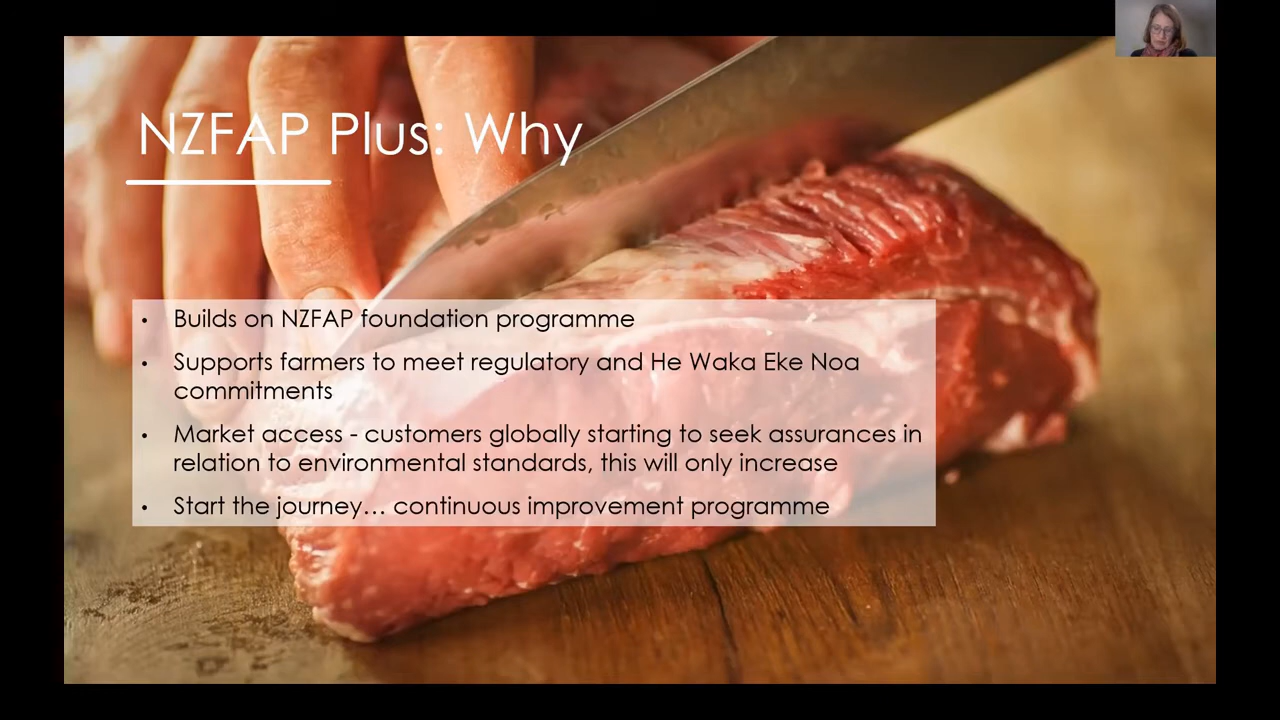 NZFAP Plus: Why
• Builds on NZFAP foundation programme
• Supports farmers to meet regulatory and He Waka Eke Noa
commitments
• Market access - customers globally starting to seek assurances in
relation to environmental standards, this will only increase
• Start the journey… continuous improvement programme